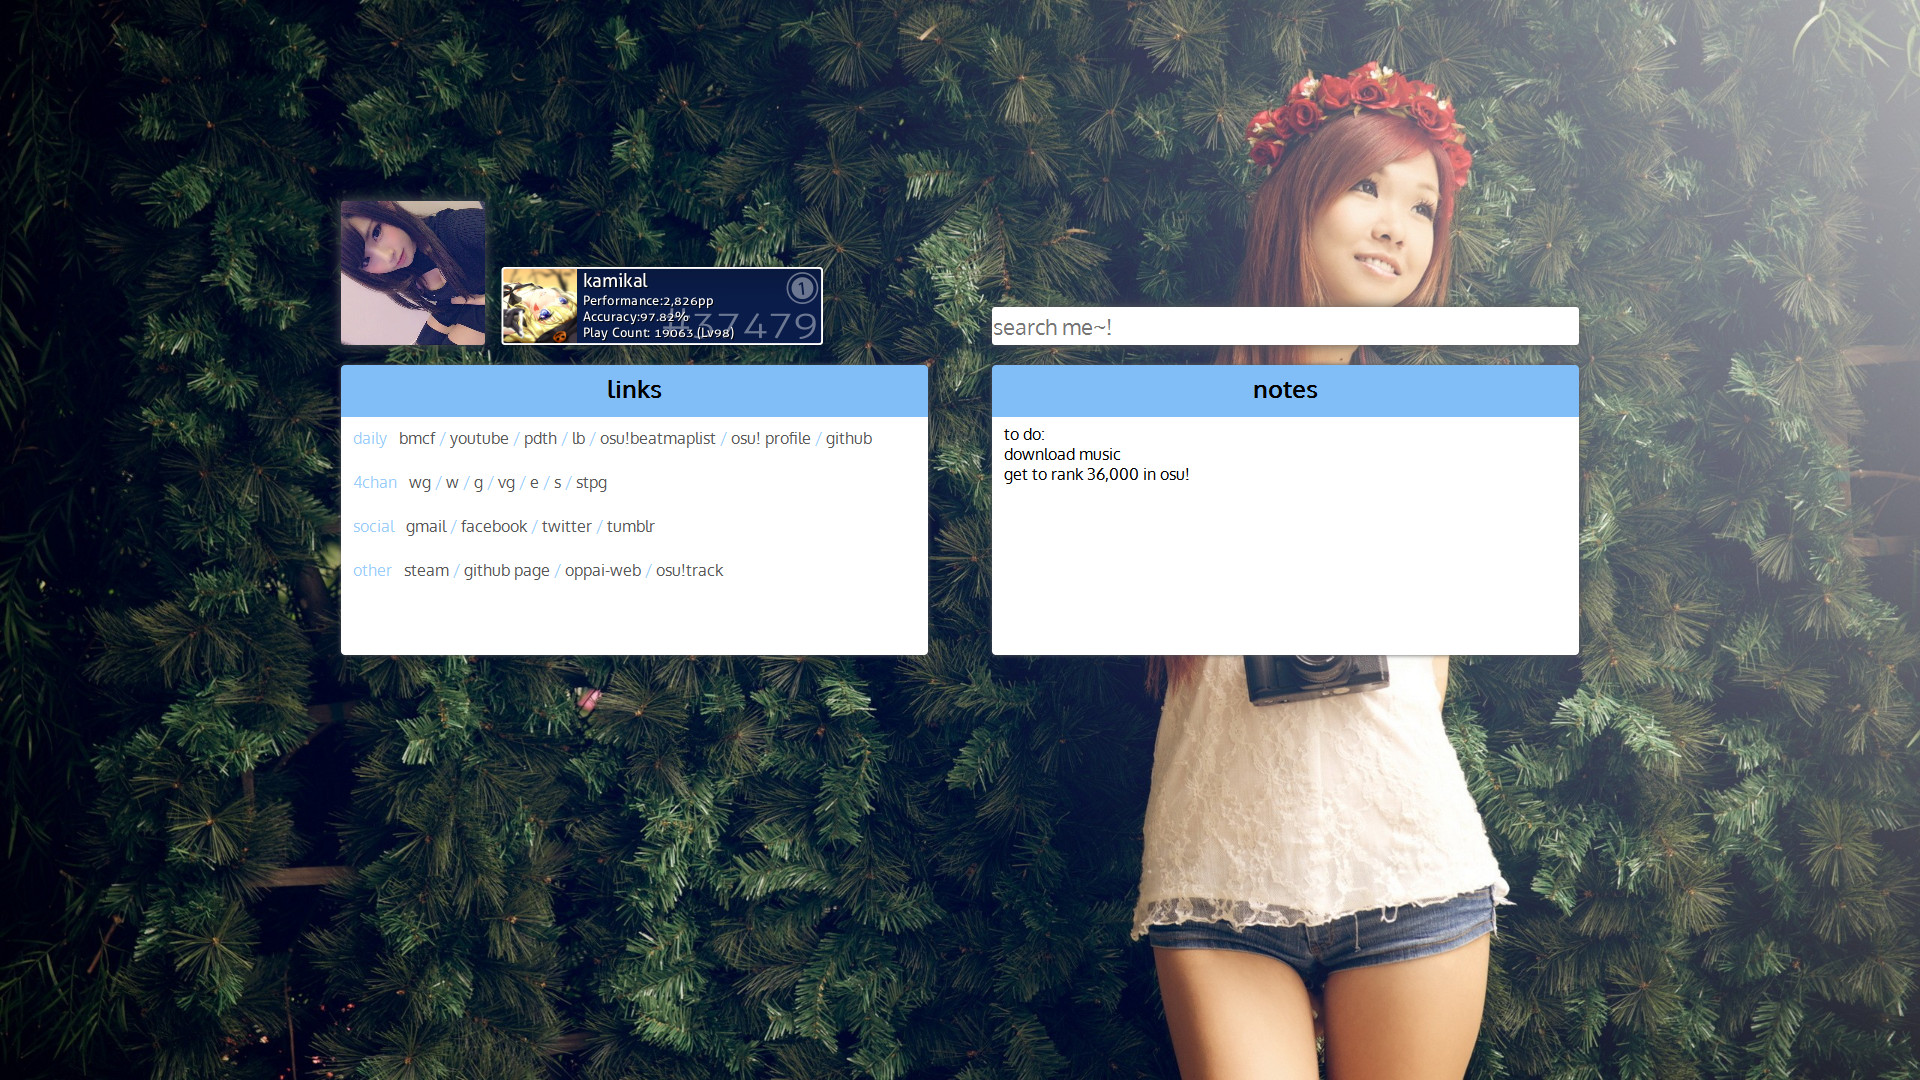 kamikal
1
Performance:2,826pp
Accuracy:97.82%
#37479
Play Count: 19063 (Lv98)
search me~!
links
daily bmcf / youtube / pdth / lb / osu!beatmaplist / osu! profile / github
4chan wg / w / g / vg / e / s / stpg
social gmail / facebook / twitter / tumblr
other steam / github page / oppai-web / osu!track
notes
to do:
download music
get to rank 36,000 in osu!